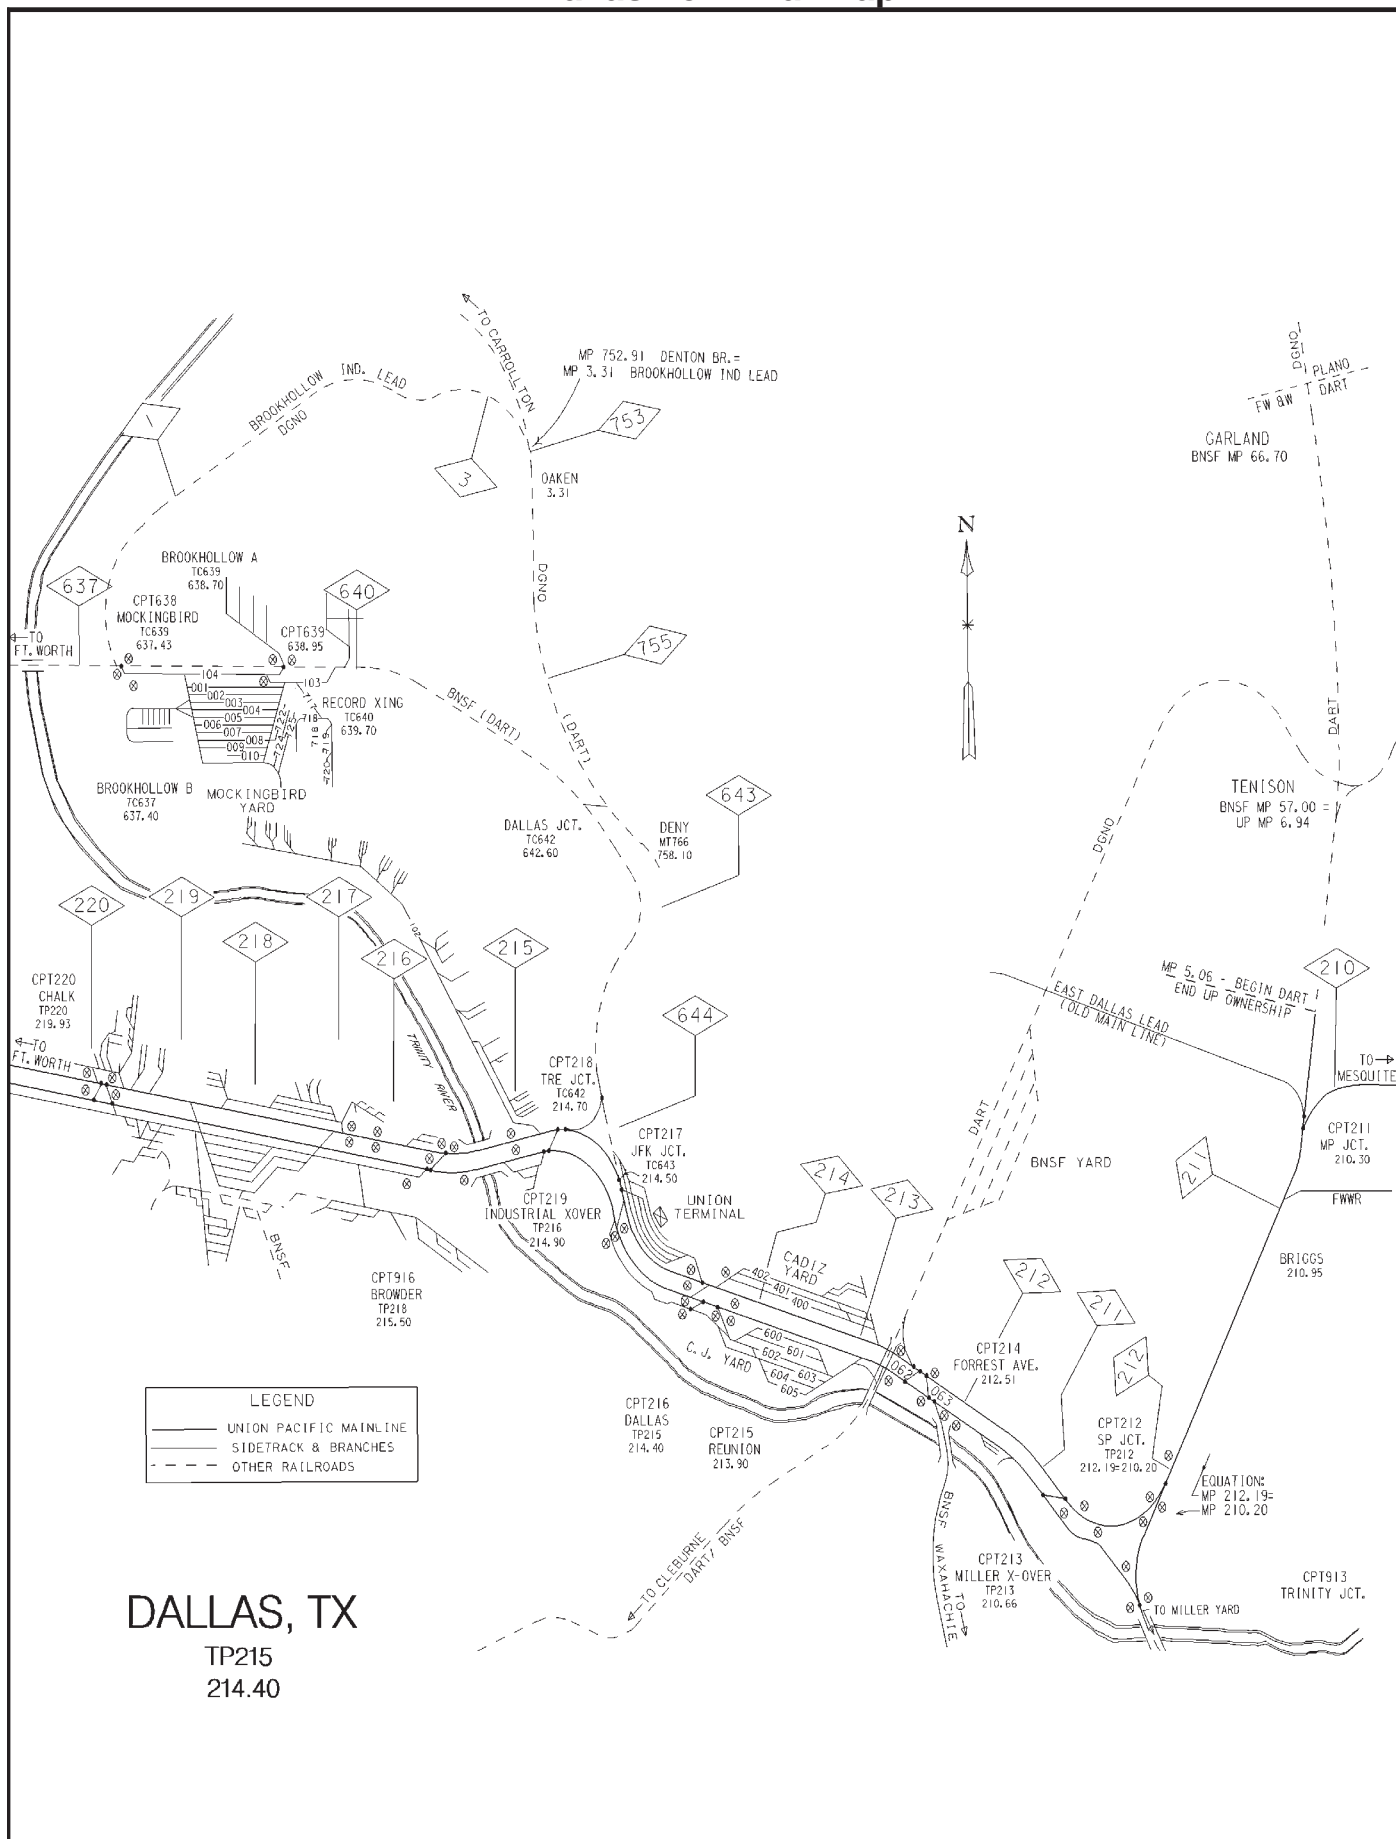 TO CARROLLTON
MP 752.91 DENTON BR.=
MP 3.31 BROOKHOLLOW IND LEAD
BROOKHOLLOW IND. LEAD
DGNO
1
3
753
OAKEN
3.31
DGNO
PLANO
FW &W
DART
GARLAND
BNSF MP 66.70
N
BROOKHOLLOW A
TC639
638.70
637
CPT638
MOCKINGBIRD
TC639
637.43
640
CPT639
638.95
TO
FT. WORTH
104
103
001
002
003
004
005
006
007
008
009
010
717
718
718
719
720
722
724
725
RECORD XING
TC640
639.70
BROOKHOLLOW B
TC637
637.40
MOCKINGBIRD
YARD
DGNO
(DART)
755
BNSF (DART)
DALLAS JCT.
TC642
642.60
DENY
MT766
758.10
643
DART
TENISON
BNSF MP 57.00 =
UP MP 6.94
DGNO
220
219
218
217
216
215
102
CPT220
CHALK
TP220
219.93
TO
FT. WORTH
TRINITY RIVER
644
CPT218
TRE JCT.
TC642
214.70
CPT217
JFK JCT.
TC643
214.50
UNION
TERMINAL
CPT219
INDUSTRIAL XOVER
TP216
214.90
BNSF
CPT916
BROWDER
TP218
215.50
MP 5.06 - BEGIN DART
END UP OWNERSHIP
210
EAST DALLAS LEAD
(OLD MAIN LINE)
TO
MESQUITE
CPT211
MP JCT.
210.30
DART
BNSF YARD
211
FWWR
BRIGGS
210.95
214
213
CADIZ
YARD
402
401
400
600
601
602
603
604
605
C.J. YARD
062
063
212
211
212
CPT214
FORREST AVE.
212.51
CPT216
DALLAS
TP215
214.40
CPT215
REUNION
213.90
CPT212
SP JCT.
TP212
212.19=210.20
EQUATION:
MP 212.19=
MP 210.20
LEGEND
UNION PACIFIC MAINLINE
SIDETRACK & BRANCHES
OTHER RAILROADS
TO CLEBURNE
DART/ BNSF
BNSF WAXAHACHIE
TO
CPT213
MILLER X-OVER
TP213
210.66
CPT913
TRINITY JCT.
TO MILLER YARD
DALLAS, TX
TP215
214.40